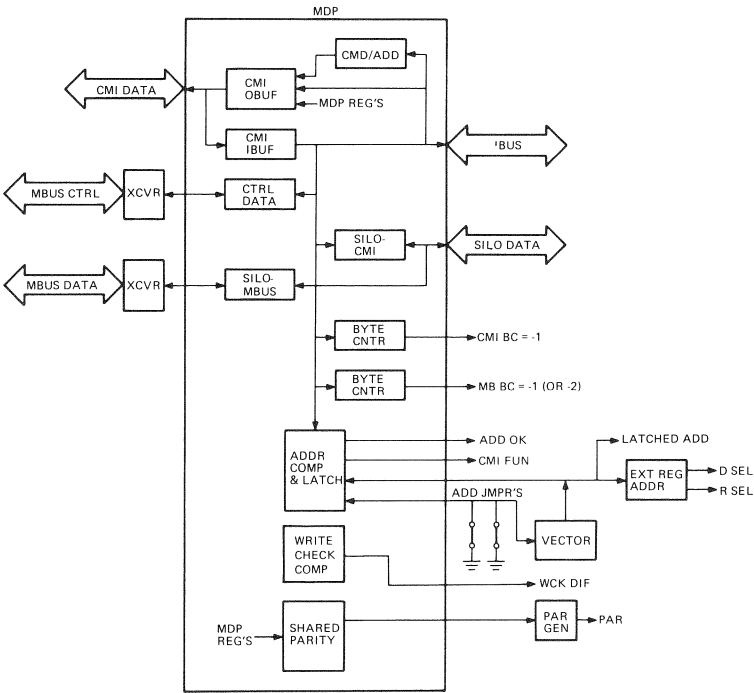 MDP
CMD/ADD
CMI DATA
CMI
OBUF
MDP REG'S
CMI
IBUF
IBUS
MBUS CTRL
XCVR
CTRL
DATA
SILO-
CMI
SILO DATA
MBUS DATA
XCVR
SILO-
MBUS
BYTE
CNTR
CMI BC = -1
BYTE
CNTR
MB BC = -1 (OR -2)
ADDR
COMP
& LATCH
ADD OK
CMI FUN
LATCHED ADD
EXT REG
ADDR
D SEL
R SEL
ADD JMPR'S
VECTOR
WRITE
CHECK
COMP
WCK DIF
MDP
REG'S
SHARED
PARITY
PAR
GEN
PAR